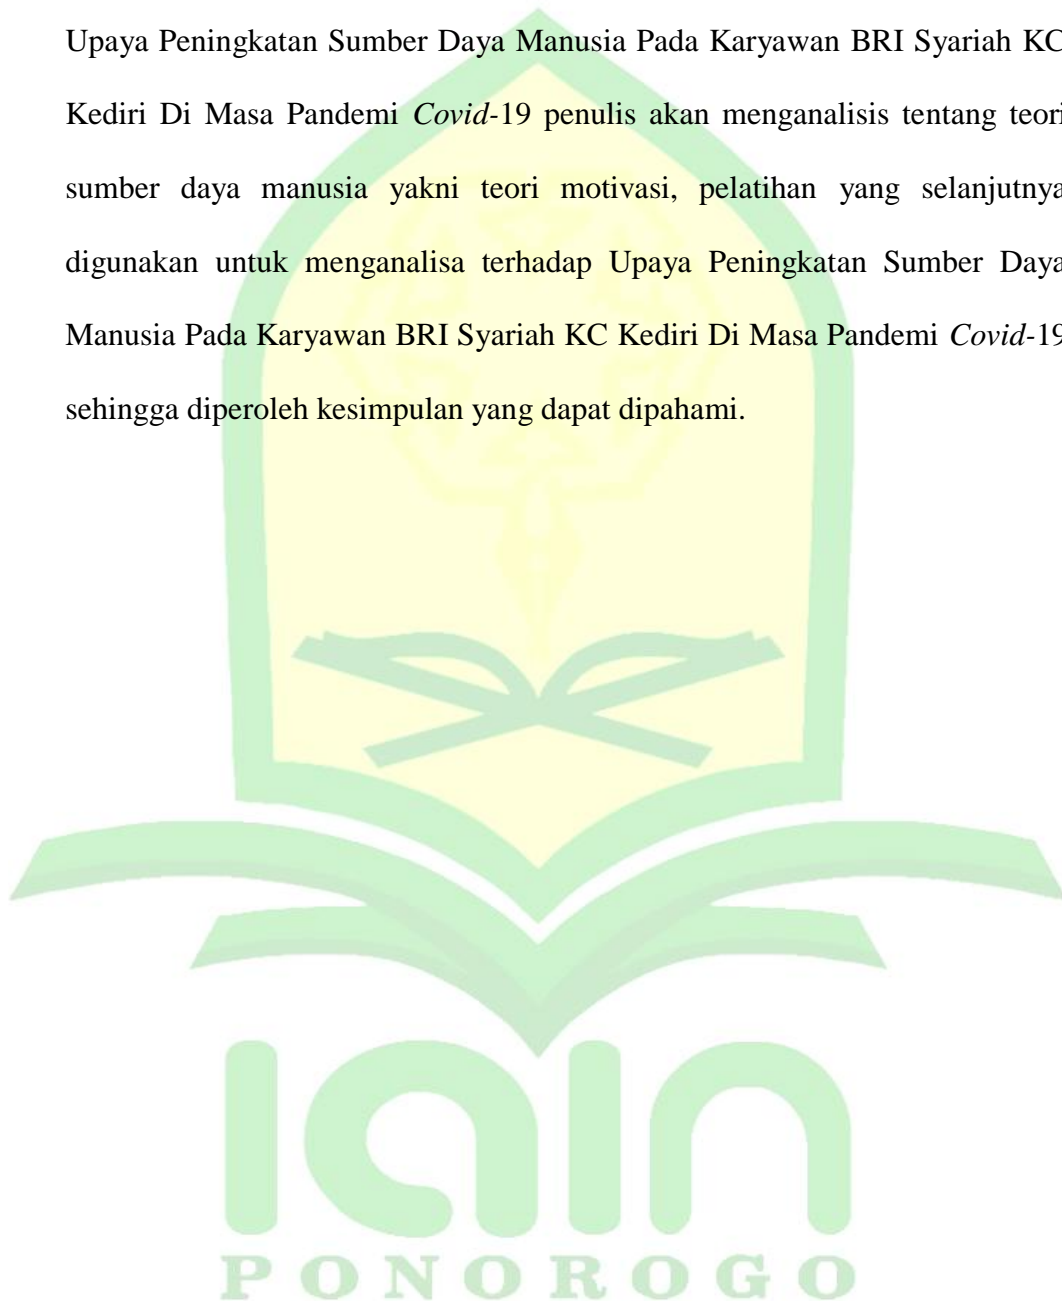 Upaya Peningkatan Sumber Daya Manusia Pada Karyawan BRI Syariah KC
Kediri Di Masa Pandemi Covid-19 penulis akan menganalisis tentang teori
sumber daya manusia yakni teori motivasi, pelatihan yang selanjutnya
digunakan untuk menganalisa terhadap Upaya Peningkatan Sumber Daya
Manusia Pada Karyawan BRI Syariah KC Kediri Di Masa Pandemi Covid-19
sehingga diperoleh kesimpulan yang dapat dipahami.
iain
PONOROGO